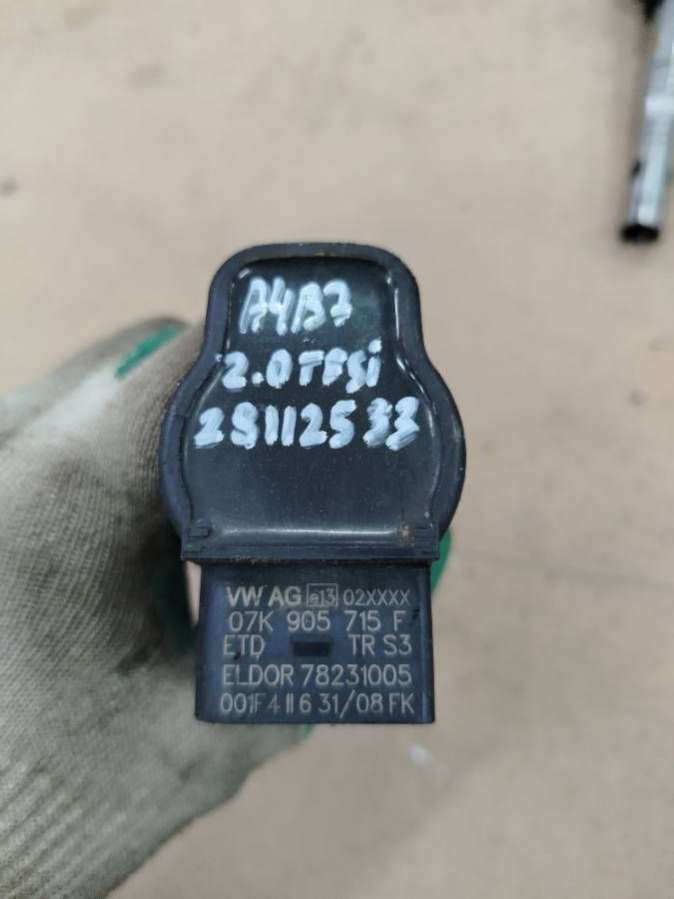 A4B7
2.0TFSi
28112533
VW AG e13 02XXXX
07K 905 715 F
ETD TR S3
ELDOR 78231005
001F4 II 6 31/08 FK